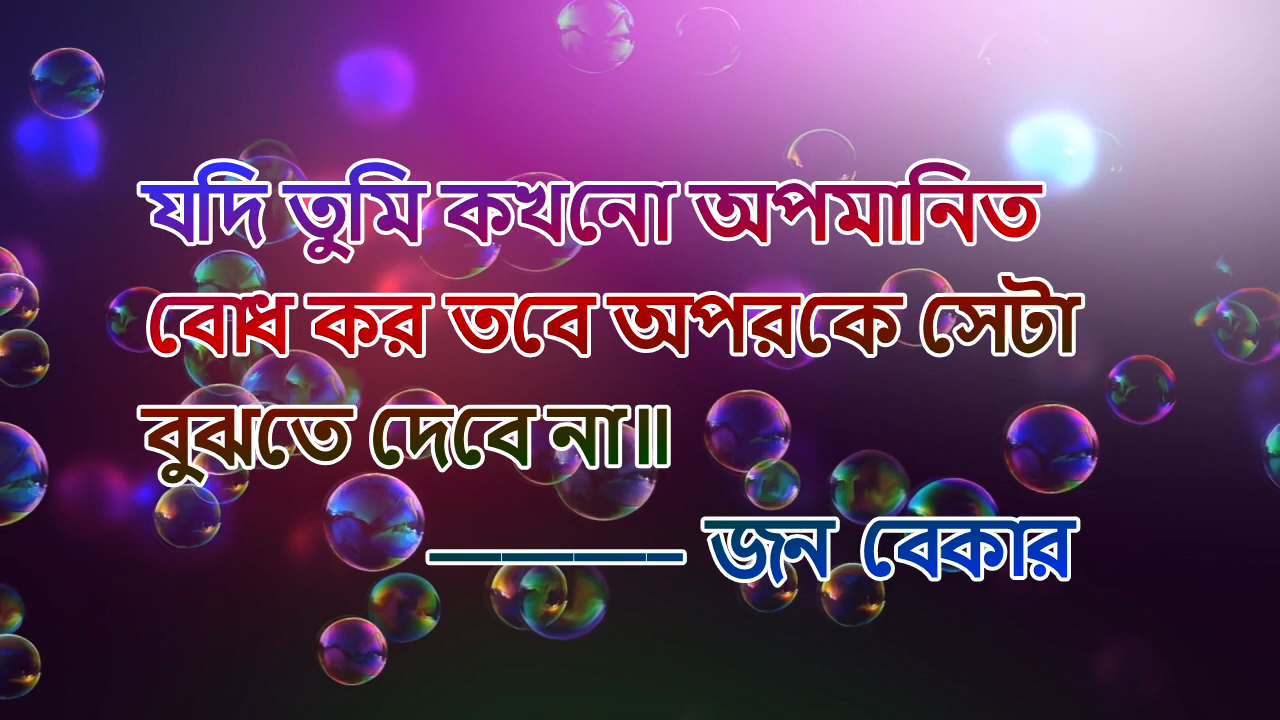 যদি তুমি কখনো অপমানিত
বোধ কর তবে অপরকে সেটা
বুঝতে দেবে না॥
———— জন বেকার